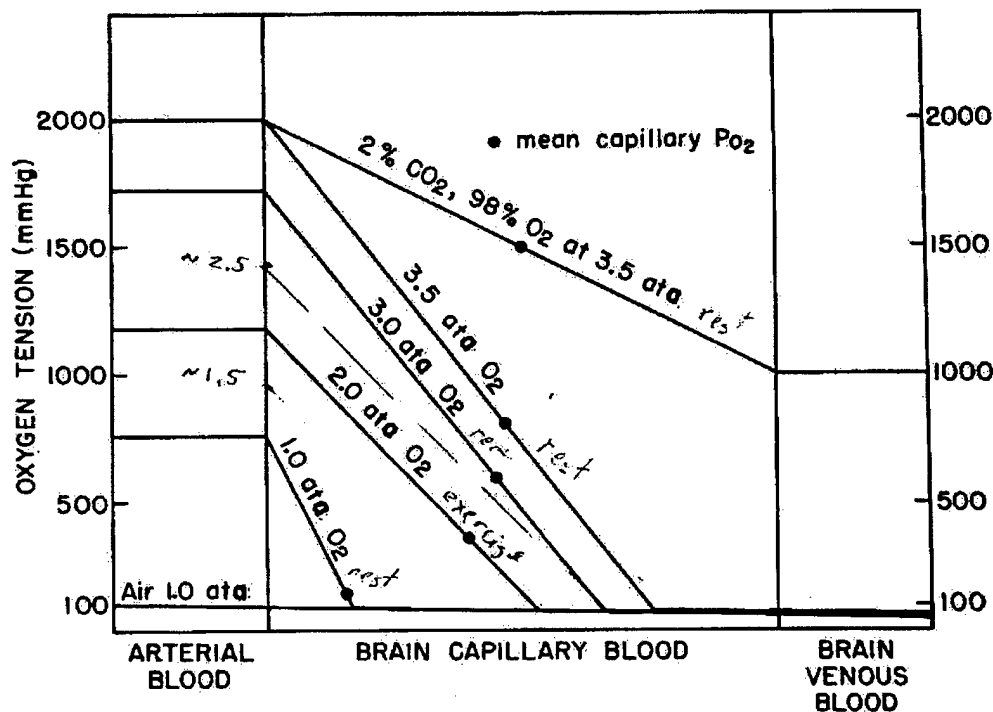 OXYGEN TENSION (mmHg)
2000
1500
1000
500
100
2000
1500
1000
500
100
● mean capillary PO2
2% CO2, 98% O2 at 3.5 ata rest
~2.5
~1.5
3.5 ata O2 rest
3.0 ata O2
2.0 ata O2 exercise
1.0 ata O2 rest
Air 1.0 ata
ARTERIAL
BLOOD
BRAIN CAPILLARY BLOOD
BRAIN
VENOUS
BLOOD